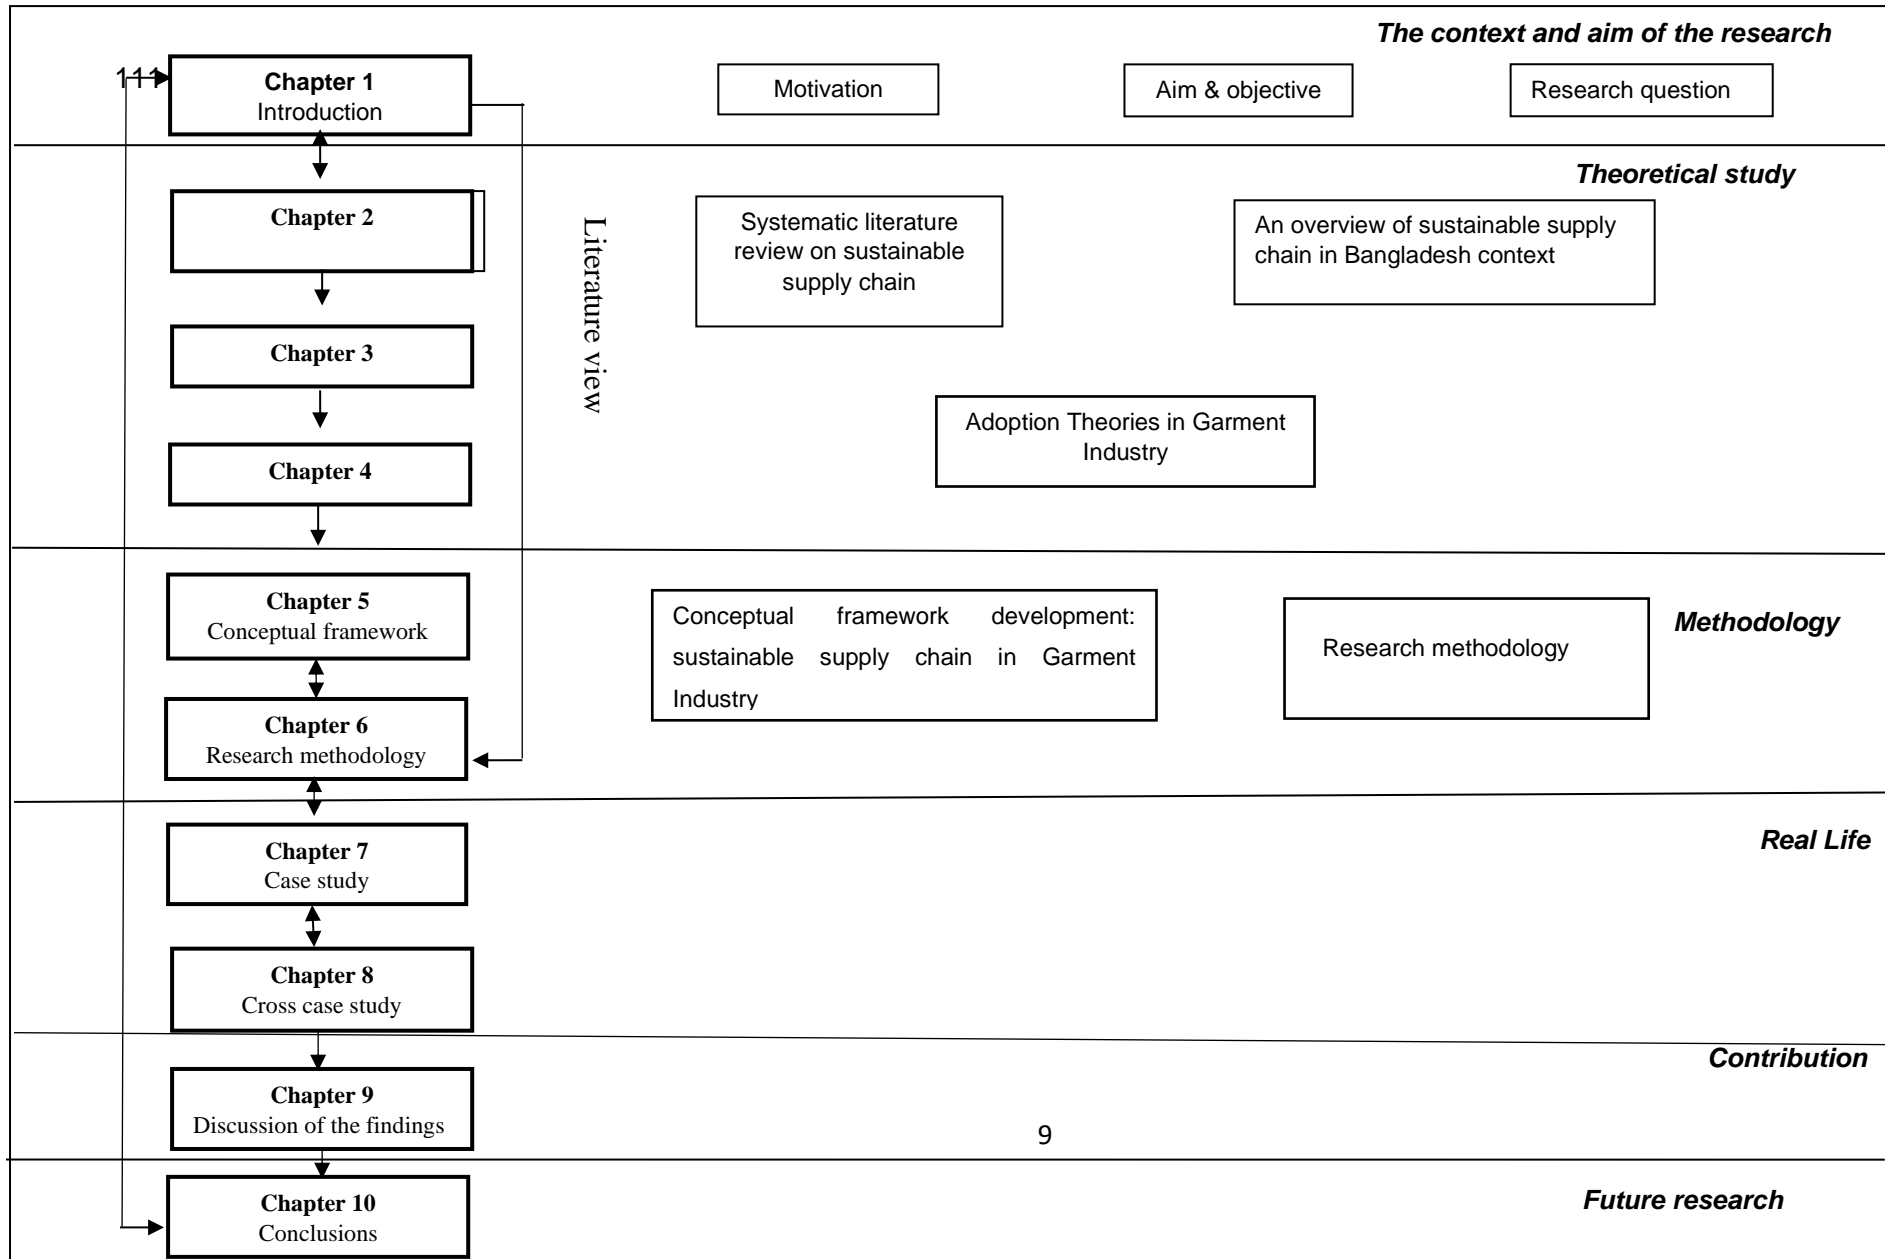 The context and aim of the research
111
Chapter 1
Introduction
Motivation
Aim & objective
Research question
Theoretical study
Chapter 2
Literature view
Systematic literature
review on sustainable
supply chain
An overview of sustainable supply
chain in Bangladesh context
Chapter 3
Adoption Theories in Garment
Industry
Chapter 4
Chapter 5
Conceptual framework
Conceptual framework development:
sustainable supply chain in Garment
Industry
Research methodology
Methodology
Chapter 6
Research methodology
Real Life
Chapter 7
Case study
Chapter 8
Cross case study
Contribution
Chapter 9
Discussion of the findings
9
Future research
Chapter 10
Conclusions